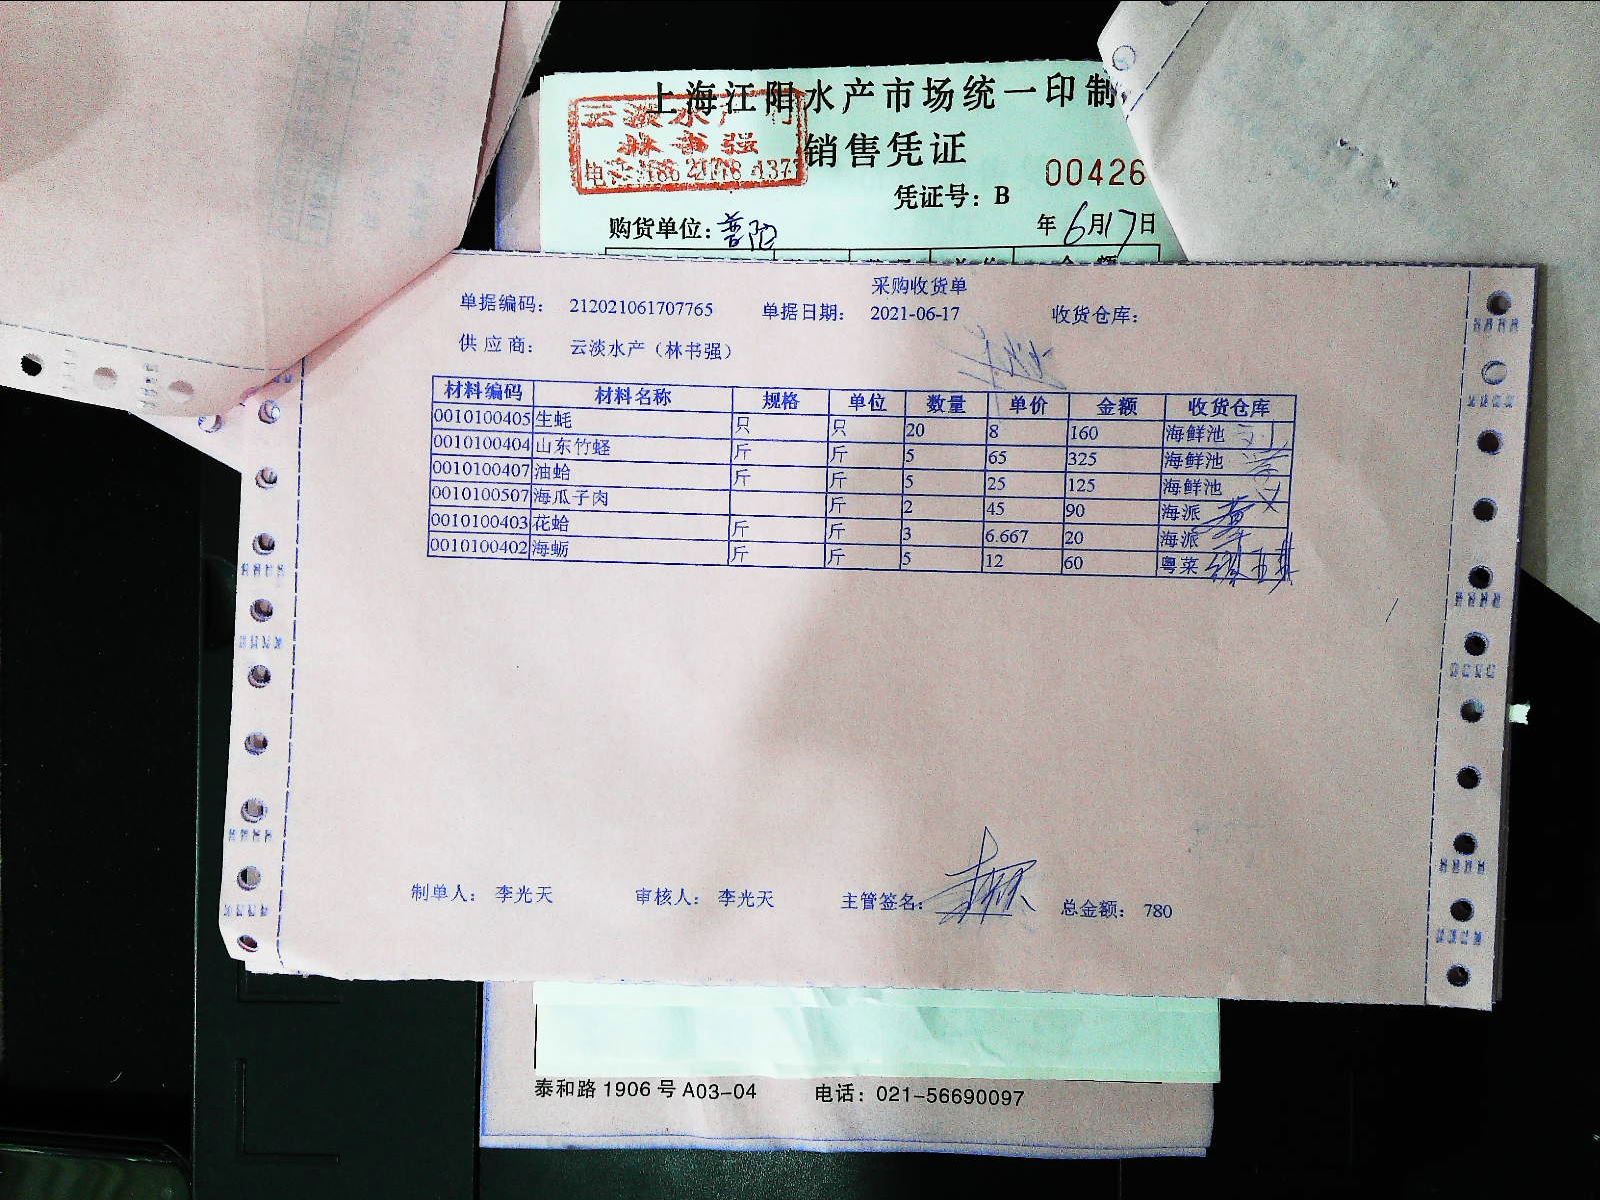 上海江阳水产市场统一印制
云淡水产行
林书强
销售凭证
凭证号：B 00426
购货单位：普陀 年6月17日
采购收货单
单据编码： 212021061707765 单据日期： 2021-06-17 收货仓库：
供应商： 云淡水产（林书强）
材料编码 材料名称 规格 单位 数量 单价 金额 收货仓库
0010100405 生蚝 只 只 20 8 160 海鲜池
0010100404 山东竹蛏 斤 斤 5 65 325 海鲜池
0010100407 油蛤 斤 斤 5 25 125 海鲜池
0010100507 海瓜子肉 斤 2 45 90 海派
0010100403 花蛤 斤 斤 3 6.667 20 海派
0010100402 海蛎 斤 斤 5 12 60 粤菜
制单人： 李光天 审核人： 李光天 主管签名： 总金额： 780
泰和路1906号A03-04 电话：021-56690097